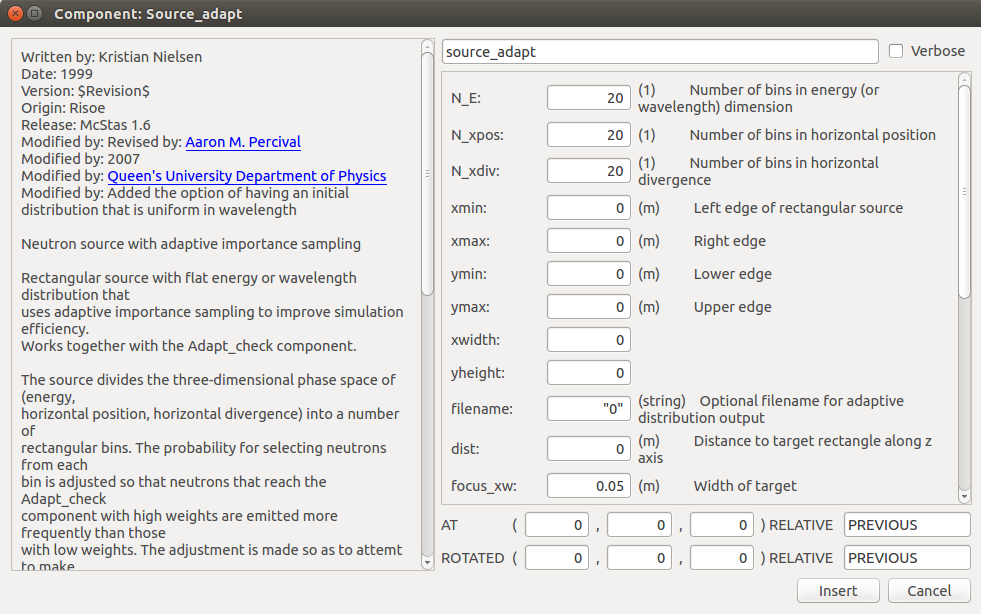 Component: Source_adapt
Written by: Kristian Nielsen
Date: 1999
Version: $Revision$
Origin: Risoe
Release: McStas 1.6
Modified by: Revised by: Aaron M. Percival
Modified by: 2007
Modified by: Queen's University Department of Physics
Modified by: Added the option of having an initial
distribution that is uniform in wavelength
Neutron source with adaptive importance sampling
Rectangular source with flat energy or wavelength
distribution that
uses adaptive importance sampling to improve simulation
efficiency.
Works together with the Adapt_check component.
The source divides the three-dimensional phase space of
(energy,
horizontal position, horizontal divergence) into a number
of
rectangular bins. The probability for selecting neutrons
from each
bin is adjusted so that neutrons that reach the
Adapt_check
component with high weights are emitted more
frequently than those
with low weights. The adjustment is made so as to attemt
to make
source_adapt
Verbose
N_E: 20 (1) Number of bins in energy (or
wavelength) dimension
N_xpos: 20 (1) Number of bins in horizontal position
N_xdiv: 20 (1) Number of bins in horizontal
divergence
xmin: 0 (m) Left edge of rectangular source
xmax: 0 (m) Right edge
ymin: 0 (m) Lower edge
ymax: 0 (m) Upper edge
xwidth: 0
yheight: 0
filename: "0" (string) Optional filename for adaptive
distribution output
dist: 0 (m) Distance to target rectangle along z
axis
focus_xw: 0.05 (m) Width of target
AT ( 0 , 0 , 0 ) RELATIVE PREVIOUS
ROTATED ( 0 , 0 , 0 ) RELATIVE PREVIOUS
Insert Cancel